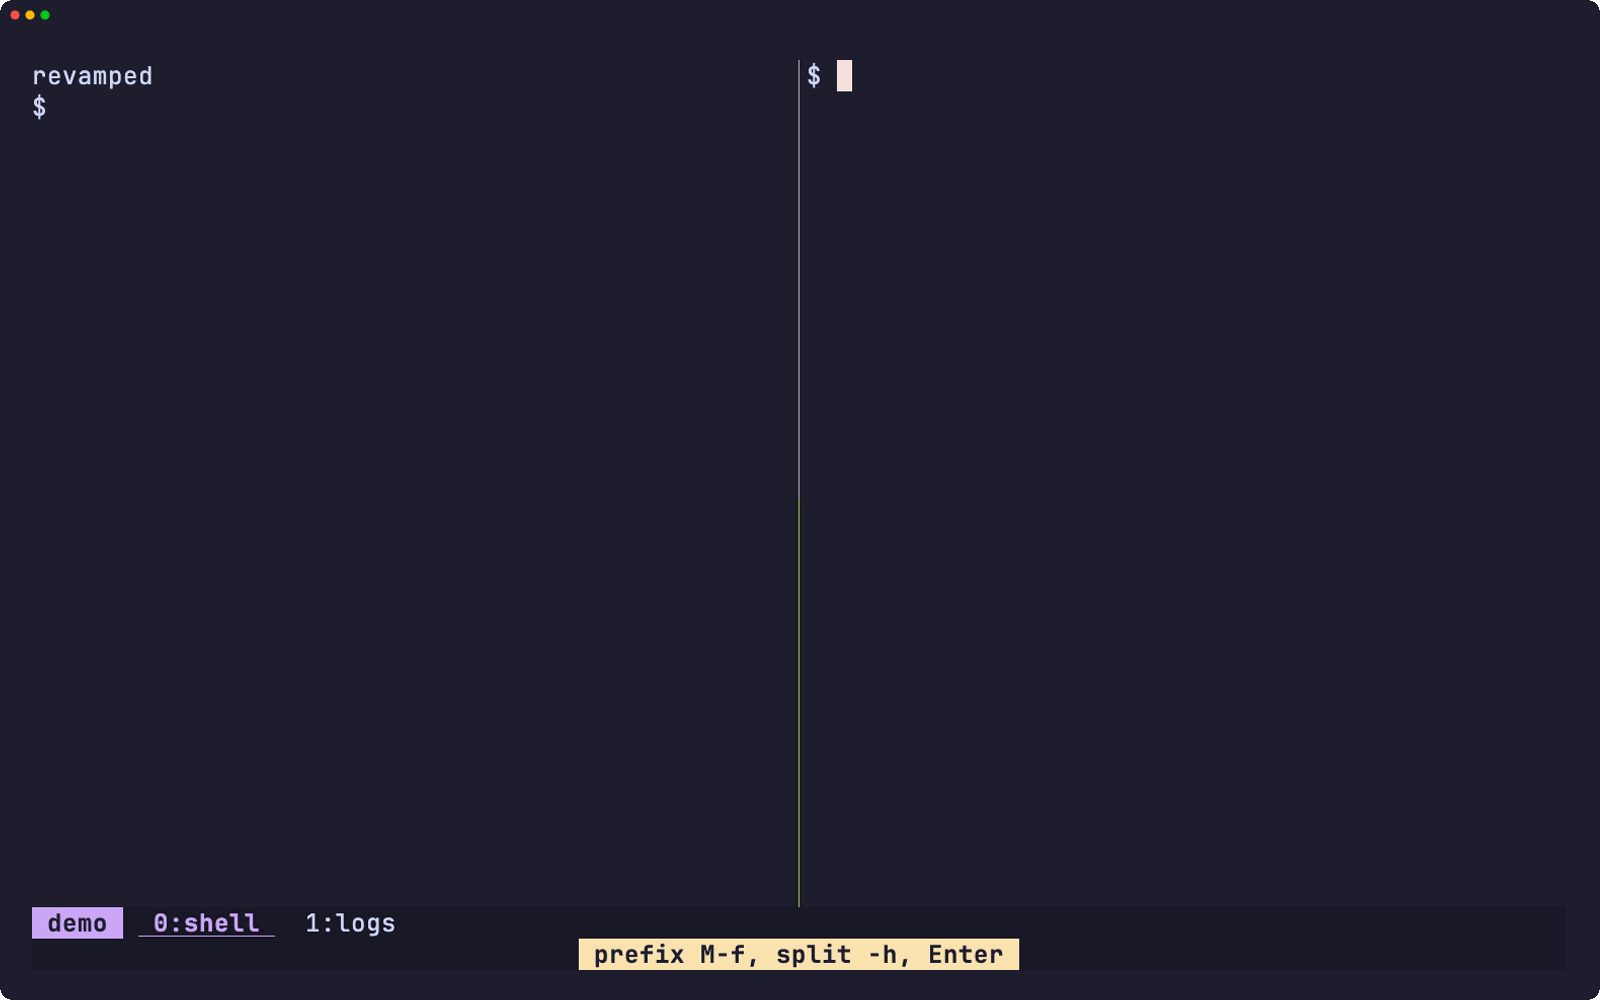 revamped
$
$
demo 0:shell 1:logs
prefix M-f, split -h, Enter